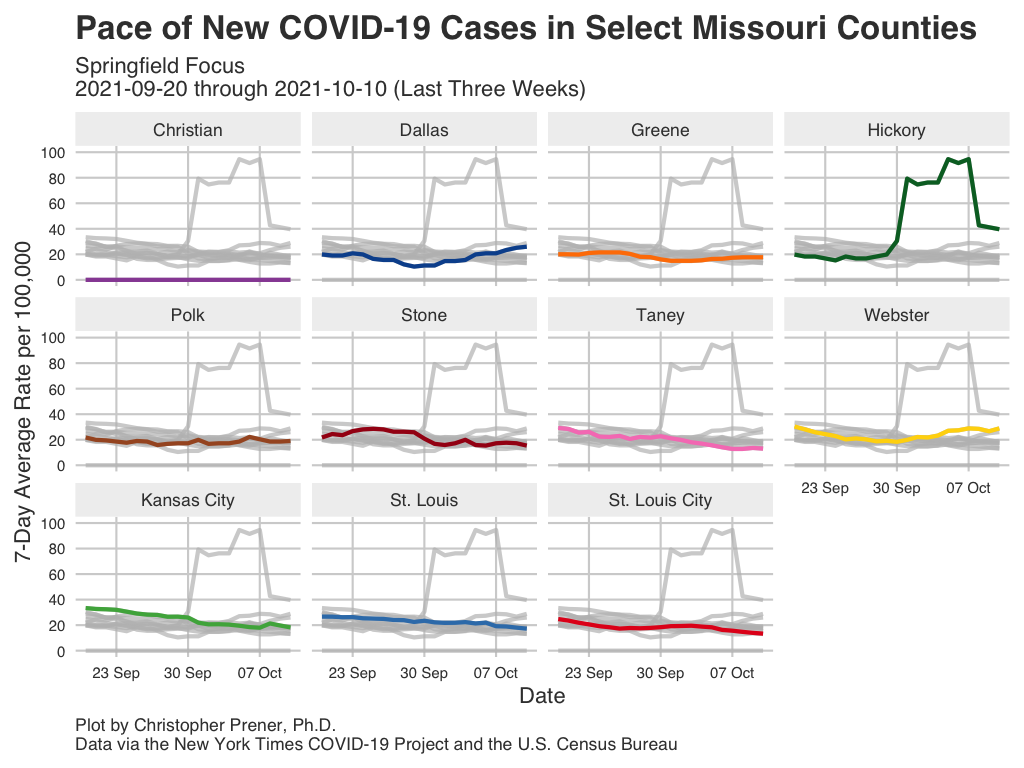 Pace of New COVID-19 Cases in Select Missouri Counties
Springfield Focus
2021-09-20 through 2021-10-10 (Last Three Weeks)
7-Day Average Rate per 100,000
Christian
Dallas
Greene
Hickory
100
80
60
40
20
0
Polk
Stone
Taney
Webster
100
80
60
40
20
0
23 Sep
30 Sep
07 Oct
Kansas City
St. Louis
St. Louis City
100
80
60
40
20
0
23 Sep
30 Sep
07 Oct
23 Sep
30 Sep
07 Oct
23 Sep
30 Sep
07 Oct
Date
Plot by Christopher Prener, Ph.D.
Data via the New York Times COVID-19 Project and the U.S. Census Bureau